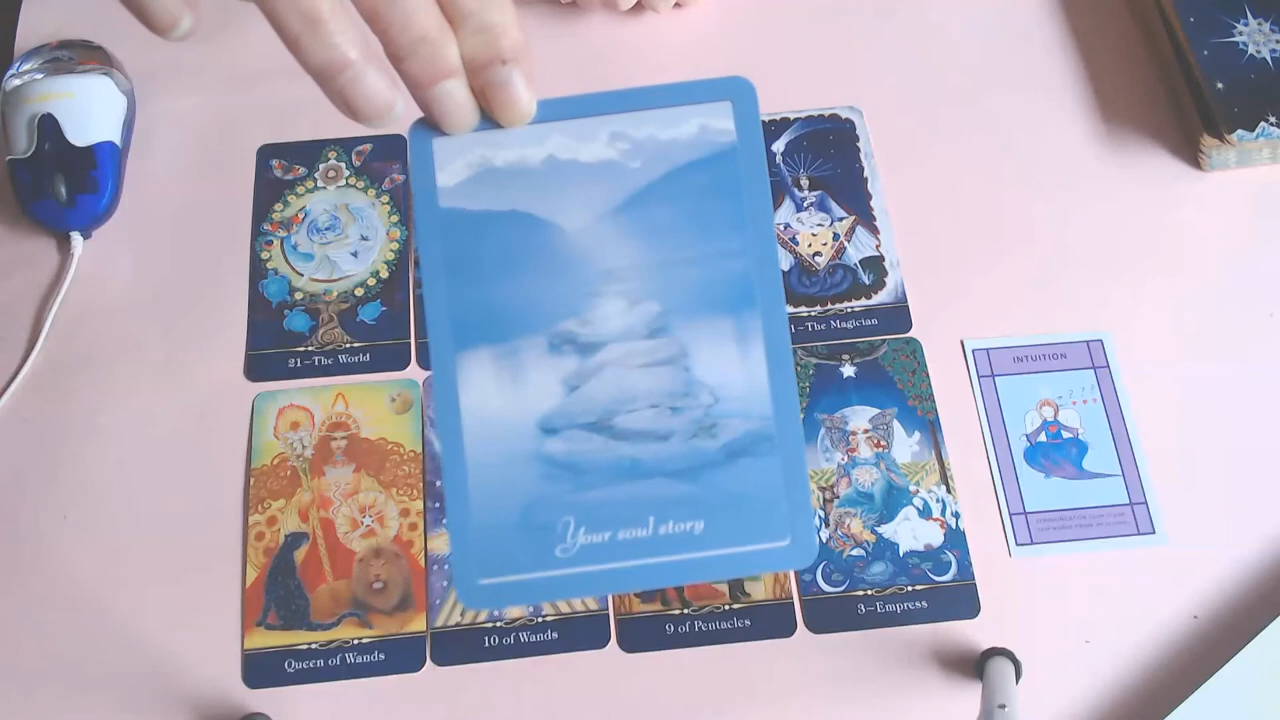 21~The World
1~The Magician
INTUITION
Your soul story
Queen of Wands
10 of Wands
9 of Pentacles
3~Empress